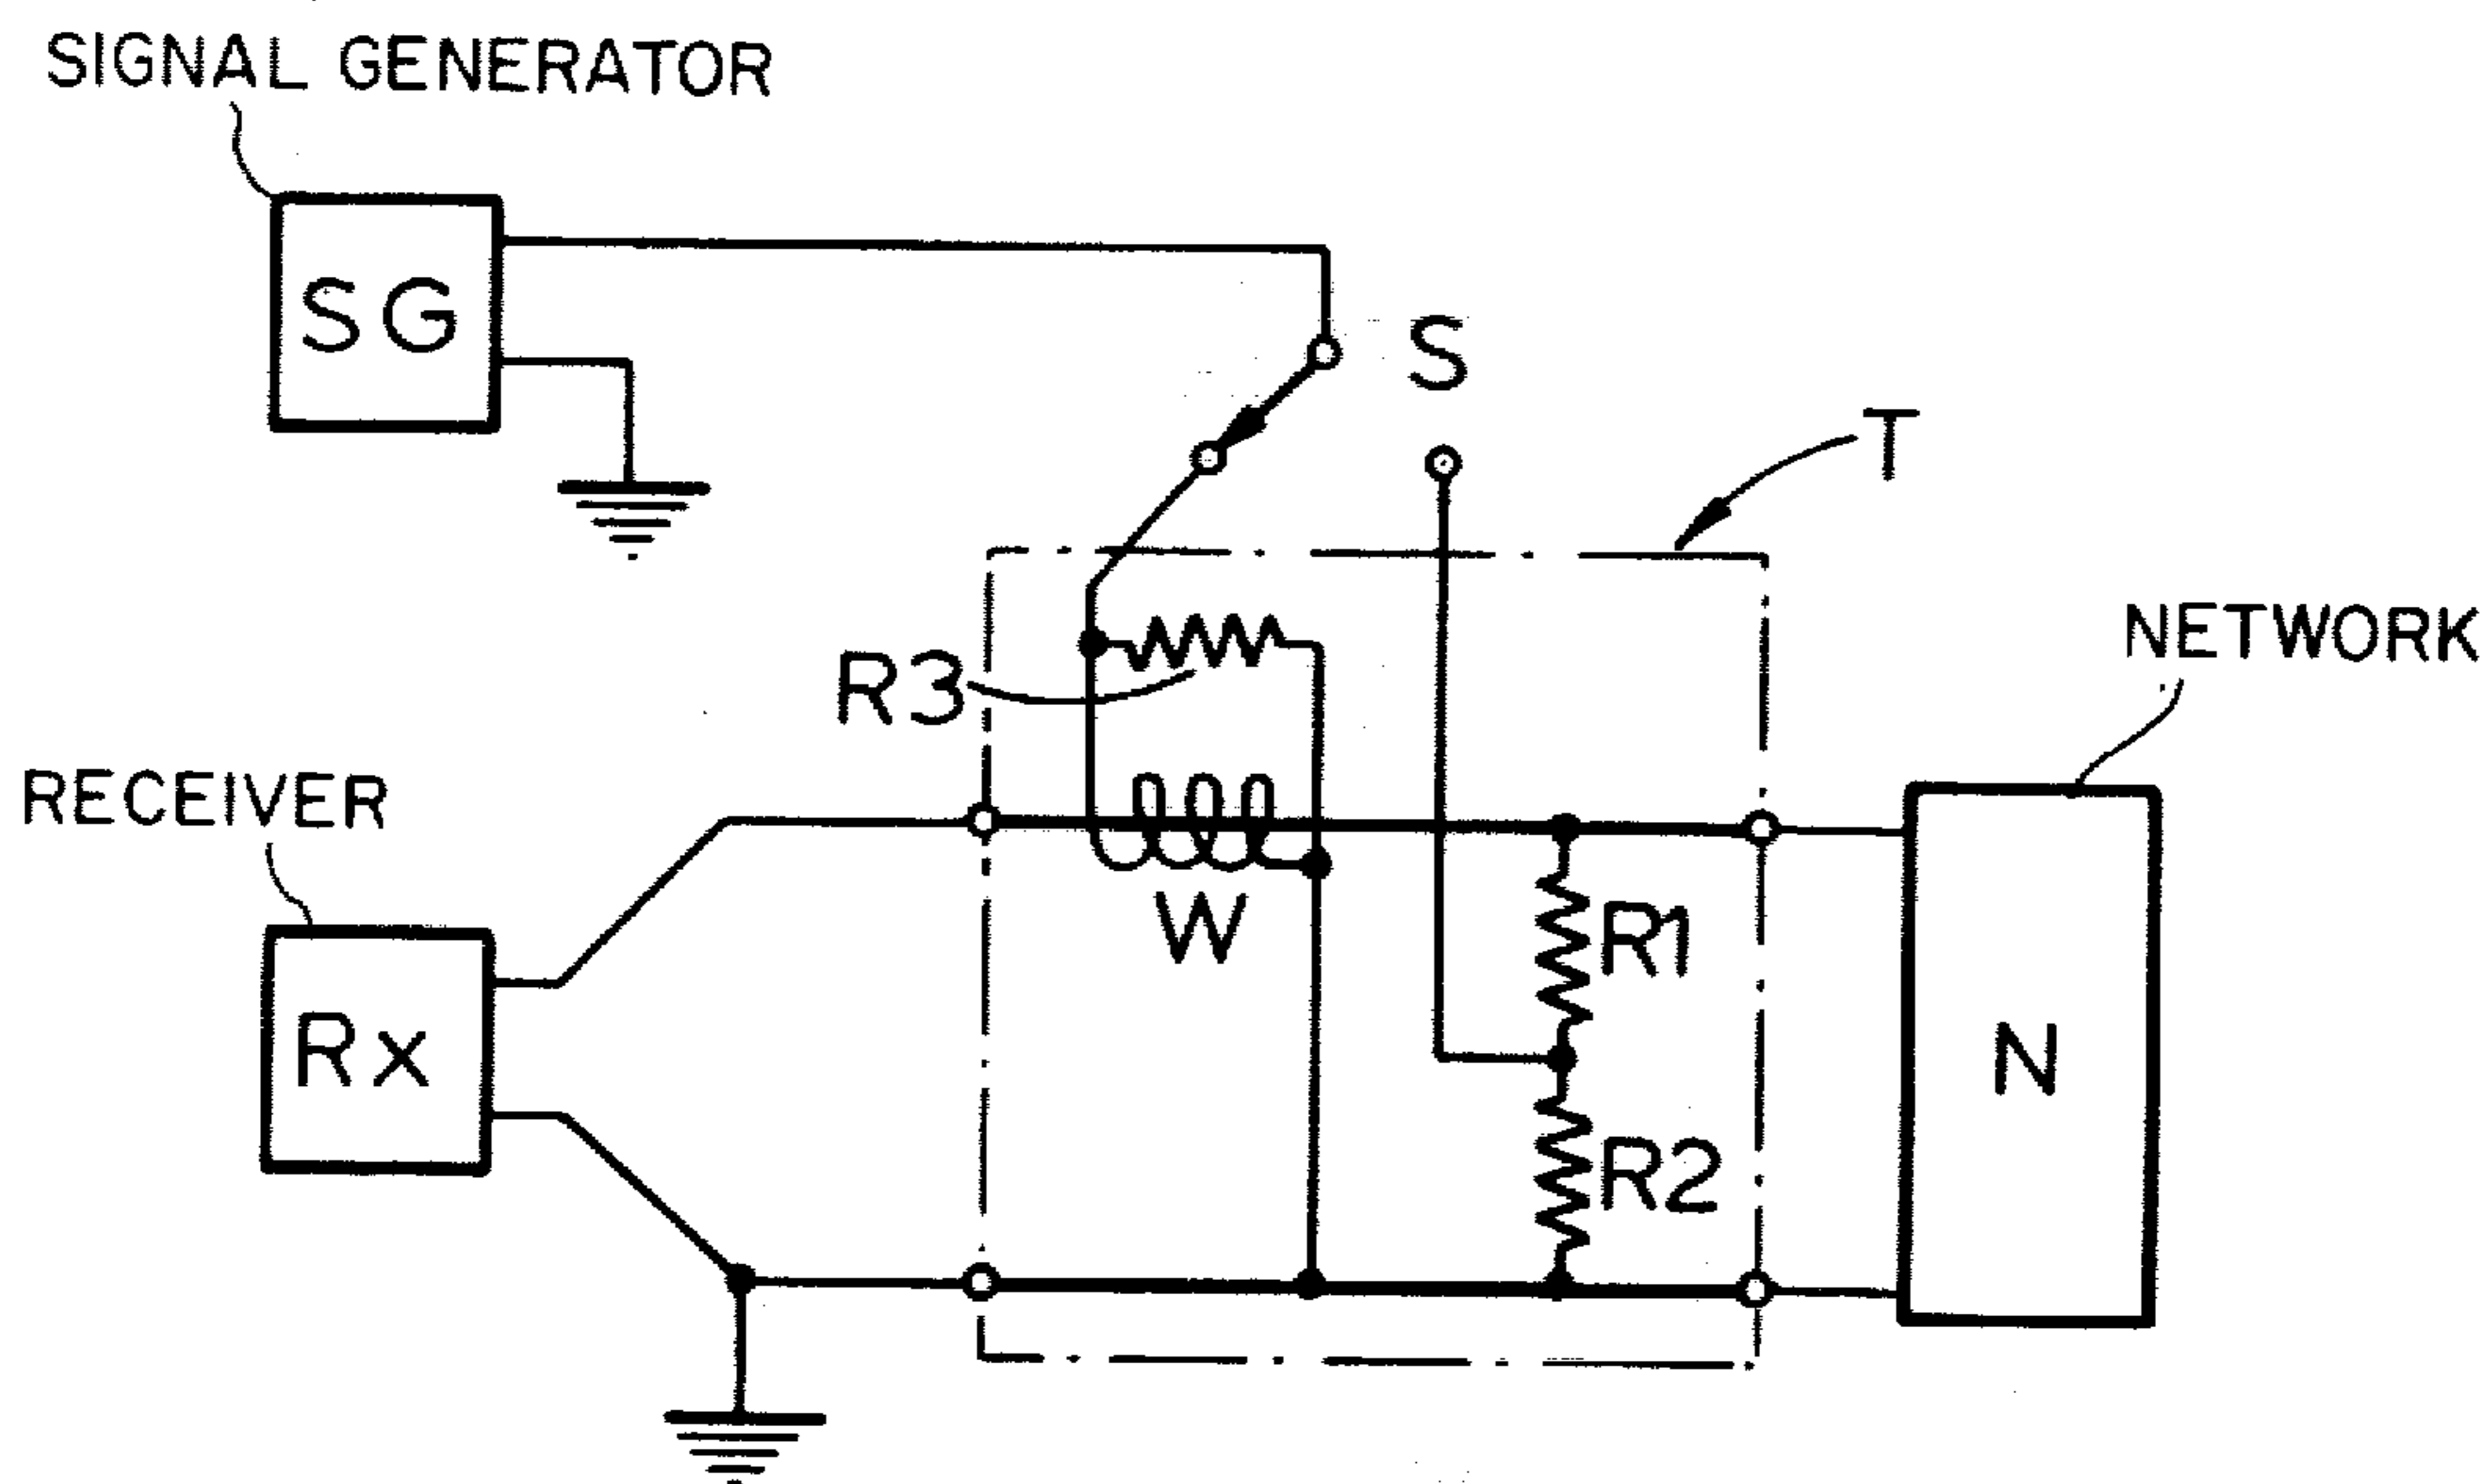 SIGNAL GENERATOR
SG
S
T
R3
NETWORK
RECEIVER
W
R1
Rx
N
R2